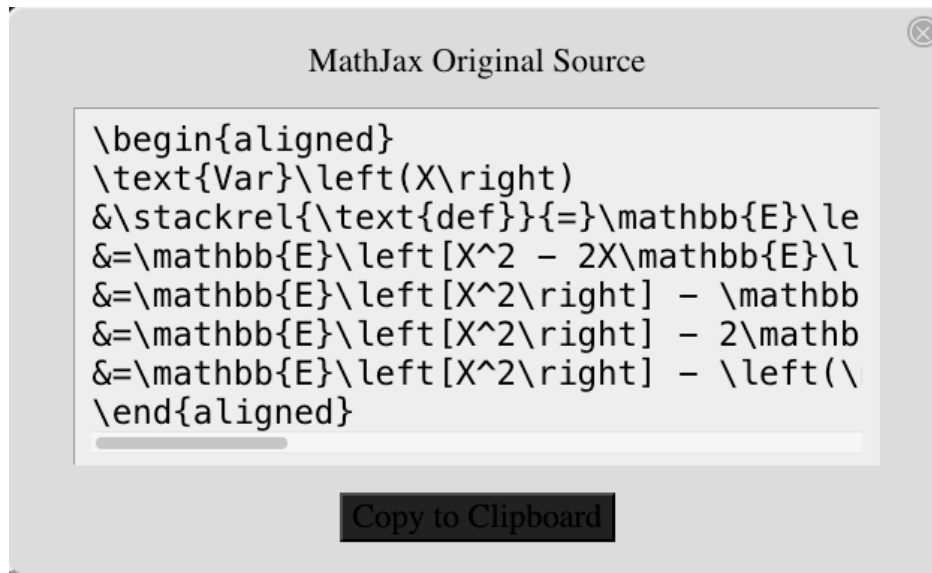 MathJax Original Source
\begin{aligned}
\text{Var}\left(X\right)
&\stackrel{\text{def}}{=}\mathbb{E}\le
&=\mathbb{E}\left[X^2 - 2X\mathbb{E}\l
&=\mathbb{E}\left[X^2\right] - \mathbb
&=\mathbb{E}\left[X^2\right] - 2\mathb
&=\mathbb{E}\left[X^2\right] - \left(\
\end{aligned}
Copy to Clipboard